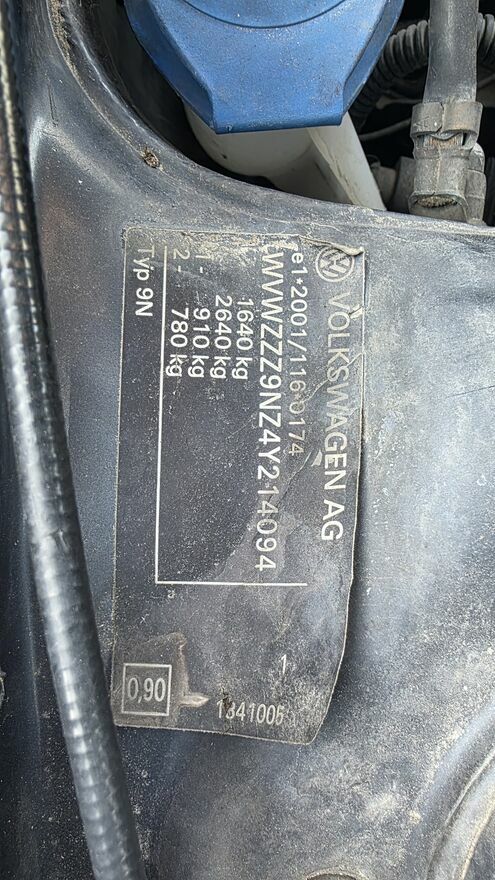 VOLKSWAGEN AG
e1*2001/116*0174
WVWZZZ9NZ4Y214094
1640 kg
2640 kg
1- 910 kg
2- 780 kg
Typ 9N
1
0,90
1341005